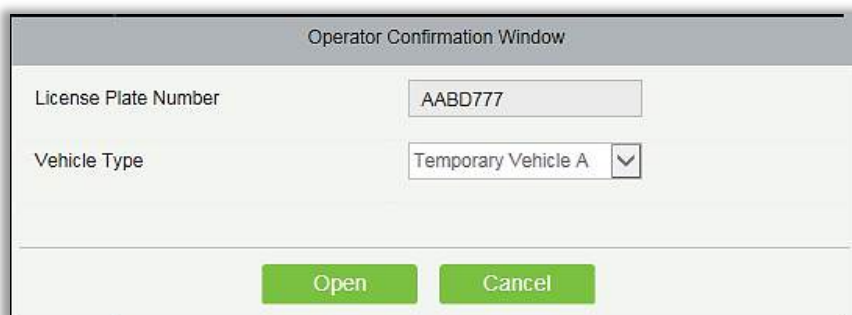 Operator Confirmation Window
License Plate Number AABD777
Vehicle Type Temporary Vehicle A
Open Cancel